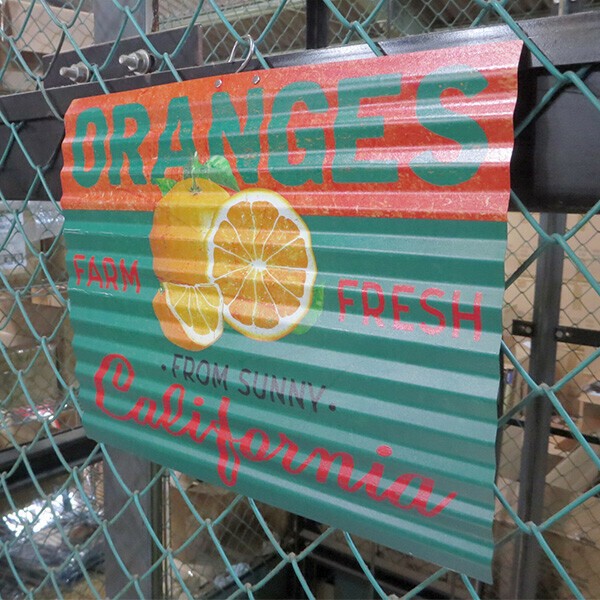 ORANGES
FARM FRESH
·FROM SUNNY·
California